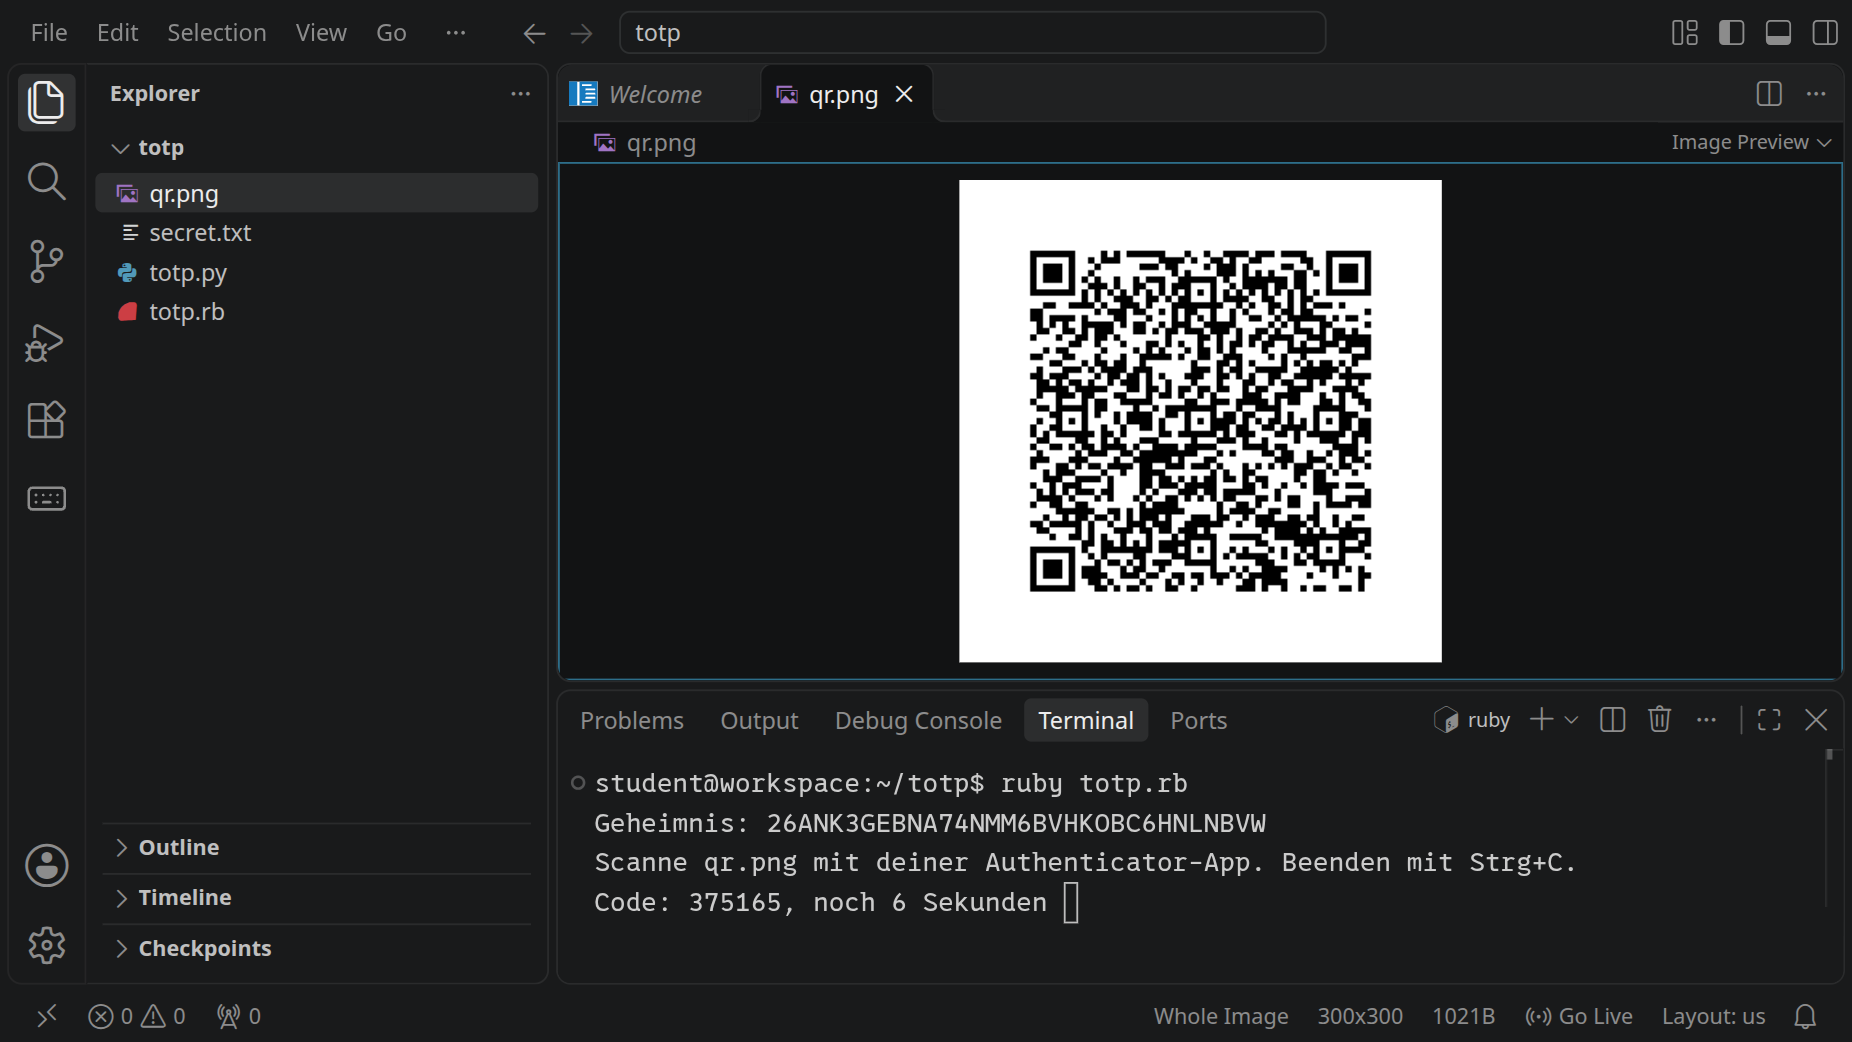 File Edit Selection View Go
totp
Explorer
totp
qr.png
secret.txt
totp.py
totp.rb
Outline
Timeline
Checkpoints
Welcome
qr.png
qr.png
Image Preview
Problems Output Debug Console Terminal Ports
ruby
student@workspace:~/totp$ ruby totp.rb
Geheimnis: 26ANK3GEBNA74NMM6BVHKOBC6HNLNBVW
Scanne qr.png mit deiner Authenticator-App. Beenden mit Strg+C.
Code: 375165, noch 6 Sekunden
0 0 0
Whole Image 300x300 1021B Go Live Layout: us